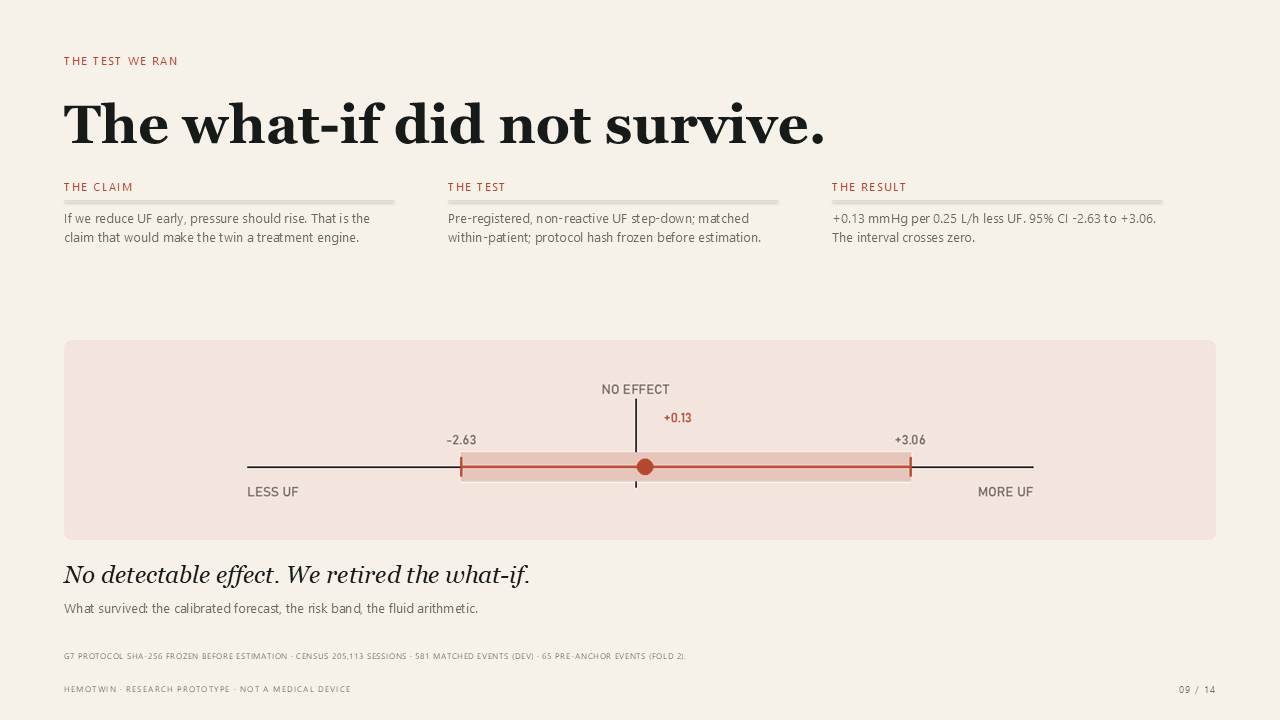 THE TEST WE RAN
The what-if did not survive.
THE CLAIM
If we reduce UF early, pressure should rise. That is the
claim that would make the twin a treatment engine.
THE TEST
Pre-registered, non-reactive UF step-down; matched
within-patient; protocol hash frozen before estimation.
THE RESULT
+0.13 mmHg per 0.25 L/h less UF. 95% CI -2.63 to +3.06.
The interval crosses zero.
NO EFFECT
+0.13
-2.63
+3.06
LESS UF
MORE UF
No detectable effect. We retired the what-if.
What survived: the calibrated forecast, the risk band, the fluid arithmetic.
G7 PROTOCOL SHA-256 FROZEN BEFORE ESTIMATION · CENSUS 205,113 SESSIONS · 581 MATCHED EVENTS (DEV) · 65 PRE-ANCHOR EVENTS (FOLD 2).
HEMOTWIN · RESEARCH PROTOTYPE · NOT A MEDICAL DEVICE
09 / 14